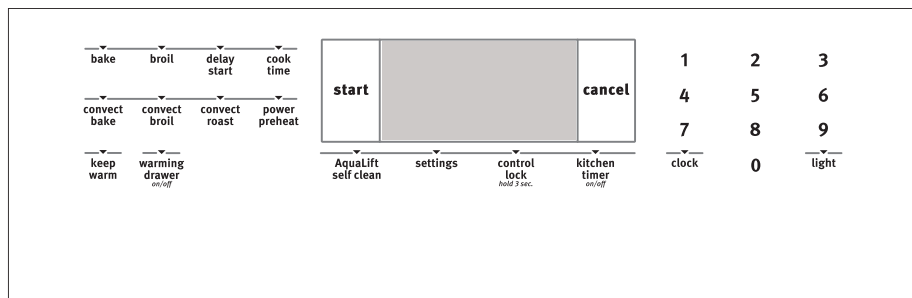 bake broil delay start cook time
convect bake convect broil convect roast power preheat
keep warm warming drawer on/off
start cancel
AquaLift self clean settings control lock hold 3 sec. kitchen timer on/off
1 2 3
4 5 6
7 8 9
clock 0 light